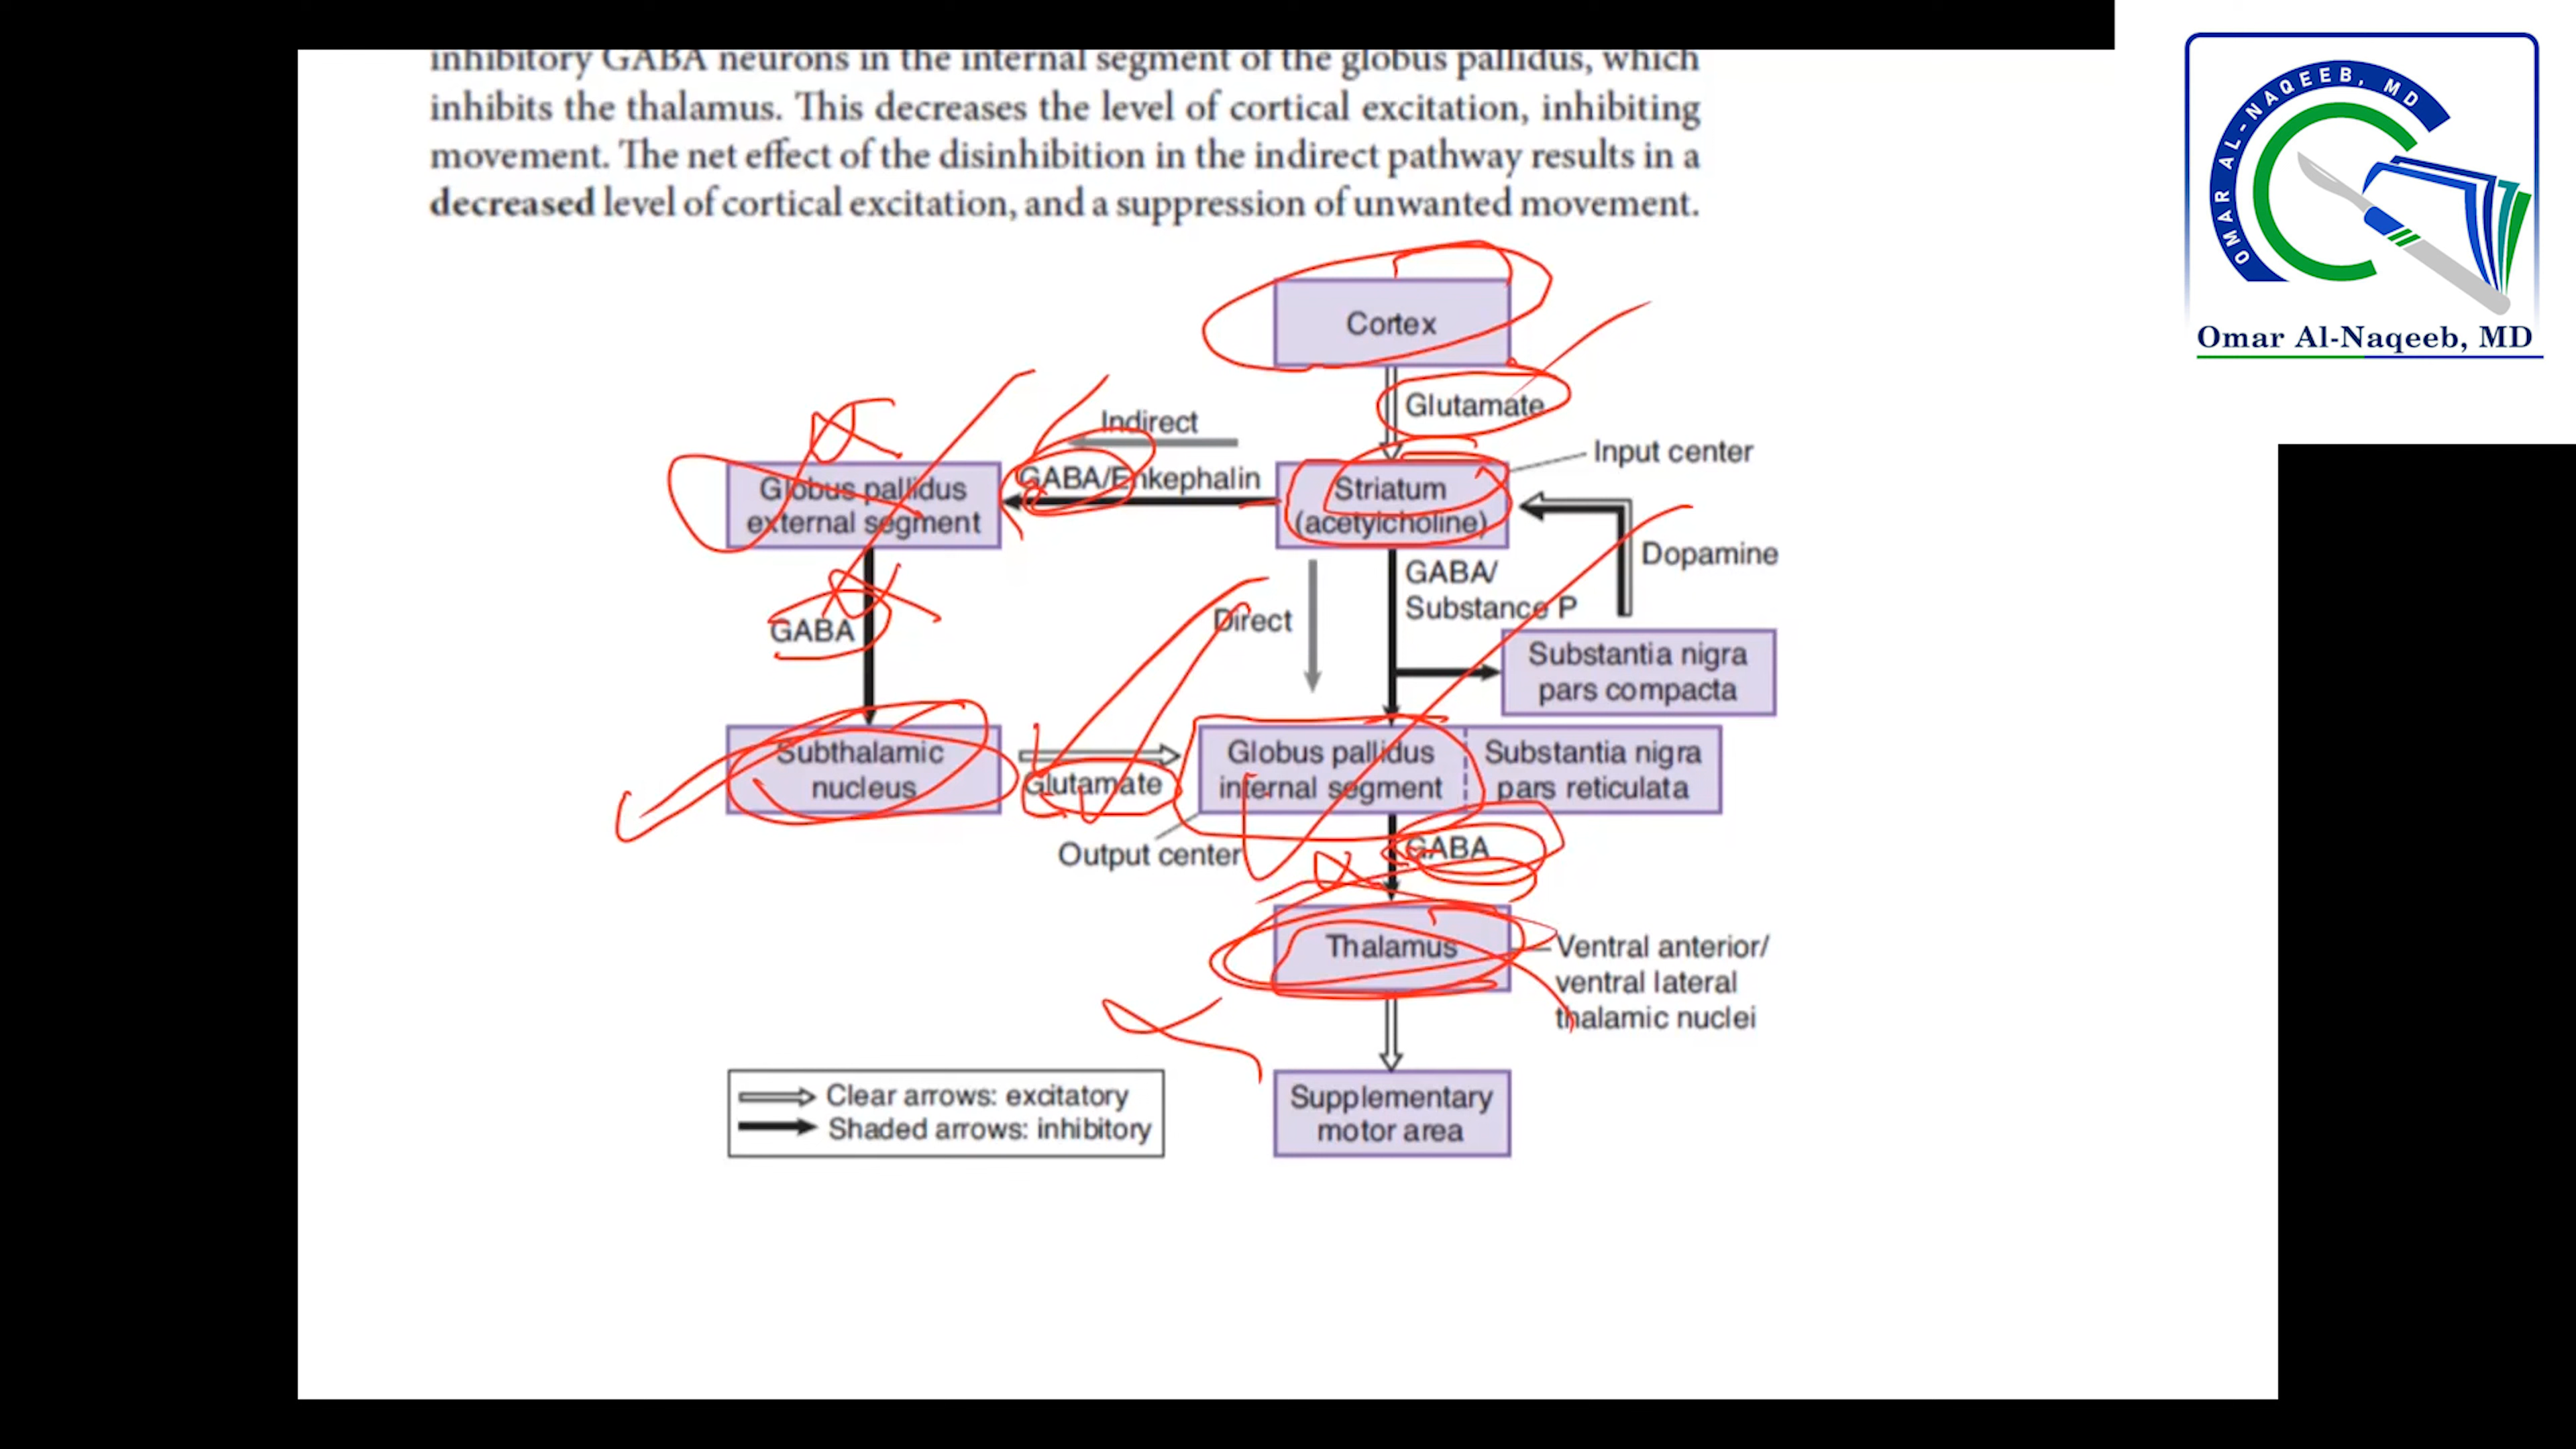 inhibitory GABA neurons in the internal segment of the globus pallidus, which
inhibits the thalamus. This decreases the level of cortical excitation, inhibiting
movement. The net effect of the disinhibition in the indirect pathway results in a
decreased level of cortical excitation, and a suppression of unwanted movement.
OMAR AL-NAQEEB, MD
Omar Al-Naqeeb, MD
Cortex
Glutamate
Indirect
Input center
GABA/Enkephalin
Globus pallidus
external segment
Striatum
(acetylcholine)
Dopamine
GABA/
Substance P
Direct
GABA
Substantia nigra
pars compacta
Subthalamic
nucleus
Glutamate
Globus pallidus
internal segment
Substantia nigra
pars reticulata
Output center
GABA
Thalamus
Ventral anterior/
ventral lateral
thalamic nuclei
Clear arrows: excitatory
Shaded arrows: inhibitory
Supplementary
motor area